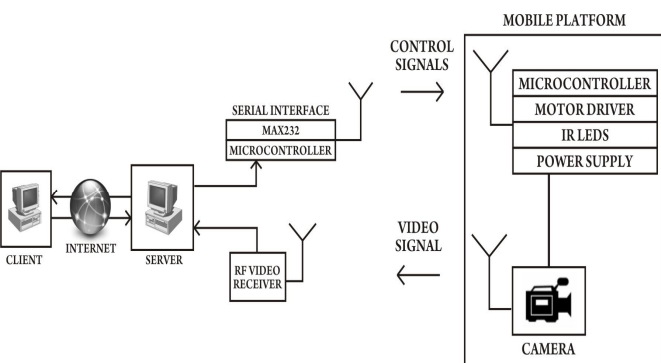 MOBILE PLATFORM
CONTROL
SIGNALS
SERIAL INTERFACE
MAX232
MICROCONTROLLER
MICROCONTROLLER
MOTOR DRIVER
IR LEDS
POWER SUPPLY
CLIENT
INTERNET
SERVER
RF VIDEO
RECEIVER
VIDEO
SIGNAL
CAMERA